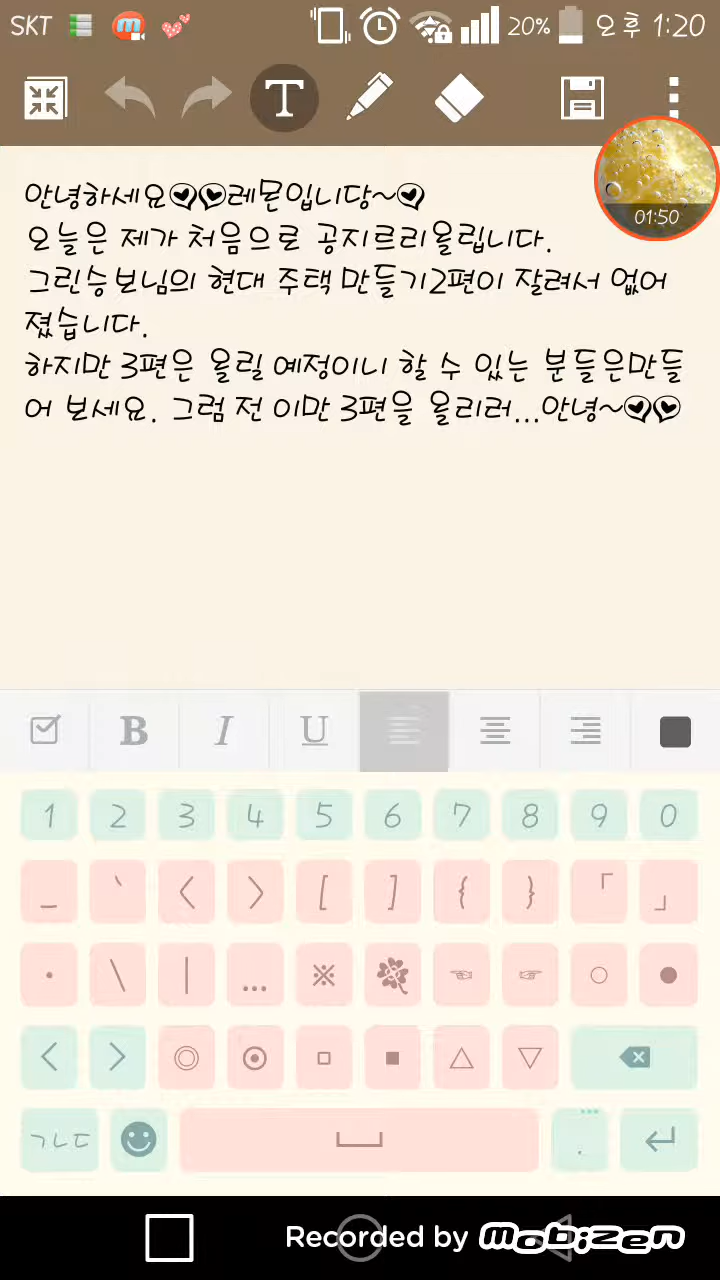 SKT 20% 오후 1:20
T
01:50
안녕하세요레몬입니당~
오늘은 제가 처음으로 공지르리올립니다.
그린승보님의 현대 주택 만들기2편이 잘려서 없어
졌습니다.
하지만 3편은 올릴 예정이니 할 수 있는 분들은만들
어 보세요. 그럼 전 이만 3편을 올리러...안녕~
B I U
1 2 3 4 5 6 7 8 9 0
_ ` < > [ ] { } 「 」
· \ | ... ※ ☘ ☜ ☞ ○ ●
< > ◎ ⊙ □ ■ △ ▽
ㄱㄴㄷ .
Recorded by mobizen